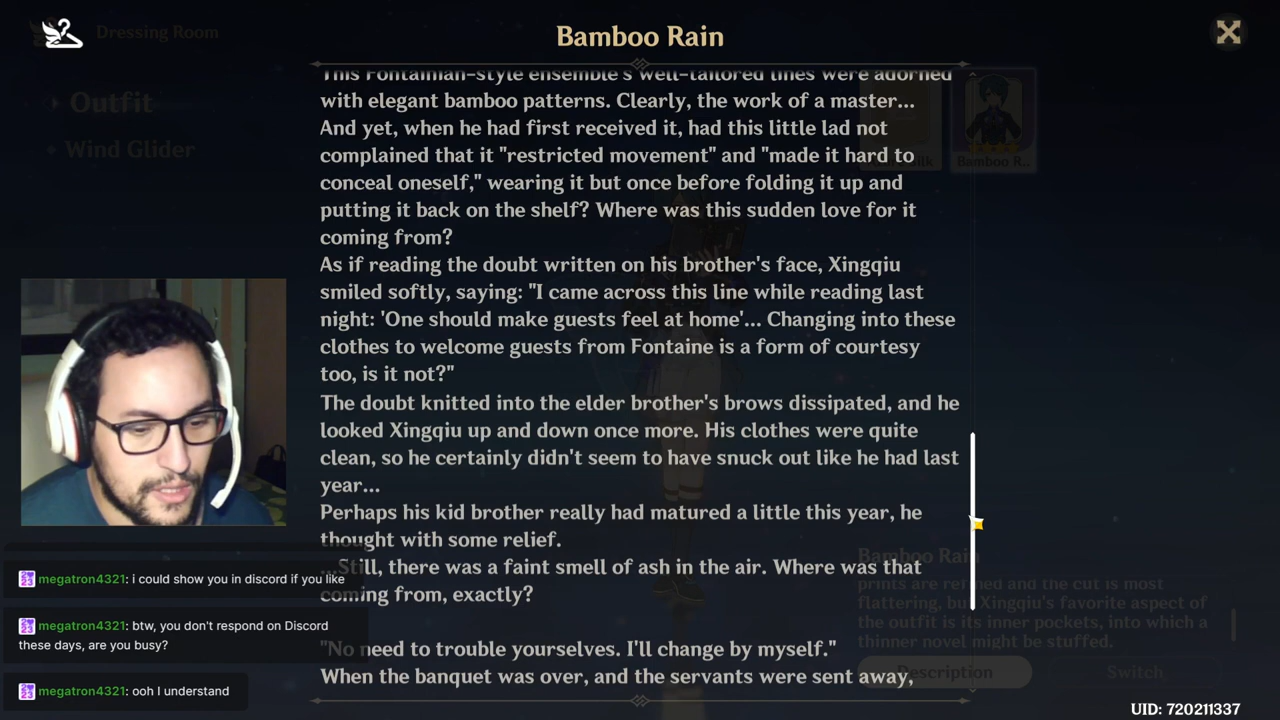 Dressing Room
Bamboo Rain
Outfit
Wind Glider
This Fontainian-style ensemble's well-tailored lines were adorned
with elegant bamboo patterns. Clearly, the work of a master...
And yet, when he had first received it, had this little lad not
complained that it "restricted movement" and "made it hard to
conceal oneself," wearing it but once before folding it up and
putting it back on the shelf? Where was this sudden love for it
coming from?
As if reading the doubt written on his brother's face, Xingqiu
smiled softly, saying: "I came across this line while reading last
night: 'One should make guests feel at home'... Changing into these
clothes to welcome guests from Fontaine is a form of courtesy
too, is it not?"
The doubt knitted into the elder brother's brows dissipated, and he
looked Xingqiu up and down once more. His clothes were quite
clean, so he certainly didn't seem to have snuck out like he had last
year...
Perhaps his kid brother really had matured a little this year, he
thought with some relief.
...Still, there was a faint smell of ash in the air. Where was that
coming from, exactly?
"No need to trouble yourselves. I'll change by myself."
When the banquet was over, and the servants were sent away,
Bamboo R...
Bamboo Rain
prints are refined and the cut is most
flattering, but Xingqiu's favorite aspect of
the outfit is its inner pockets, into which a
thinner novel might be stuffed.
Description
Switch
megatron4321: i could show you in discord if you like
megatron4321: btw, you don't respond on Discord
these days, are you busy?
megatron4321: ooh I understand
UID: 720211337